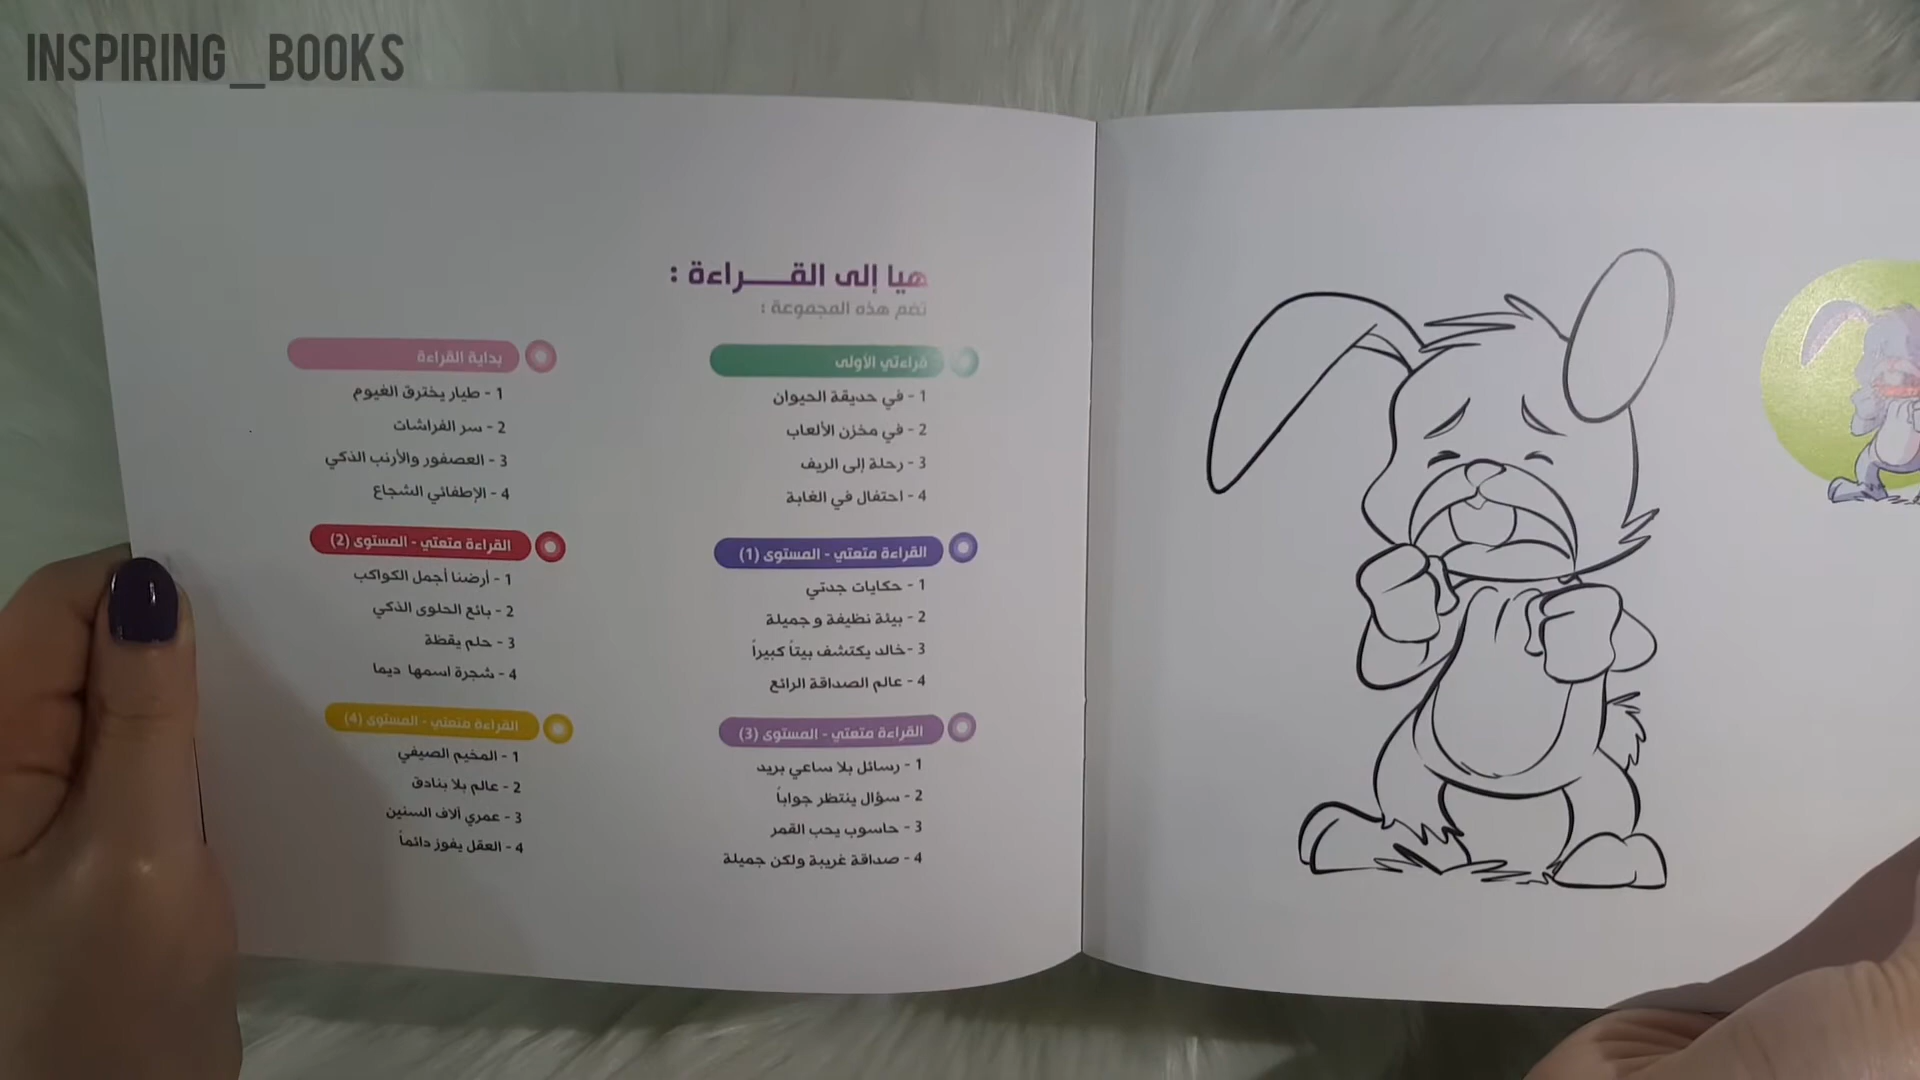 INSPIRING_BOOKS
هيا إلى القراءة :
تضم هذه المجموعة :
قراءتي الأولى
1 - في حديقة الحيوان
2 - في مخزن الألعاب
3 - رحلة إلى الريف
4 - احتفال في الغابة
بداية القراءة
1 - طيار يخترق الغيوم
2 - سر الفراشات
3 - العصفور والأرنب الذكي
4 - الإطفائي الشجاع
القراءة متعتي - المستوى (1)
1 - حكايات جدتي
2 - بيئة نظيفة وجميلة
3 -خالد يكتشف بيتاً كبيراً
4 - عالم الصداقة الرائع
القراءة متعتي - المستوى (2)
1 - أرضنا أجمل الكواكب
2 - بائع الحلوى الذكي
3 - حلم يقظة
4 - شجرة اسمها ديما
القراءة متعتي - المستوى (3)
1 - رسائل بلا ساعي بريد
2 - سؤال ينتظر جواباً
3 - حاسوب يحب القمر
4 - صداقة غريبة ولكن جميلة
القراءة متعتي - المستوى (4)
1 - المخيم الصيفي
2 - عالم بلا بنادق
3 - عمري آلاف السنين
4 - العقل يفوز دائماً